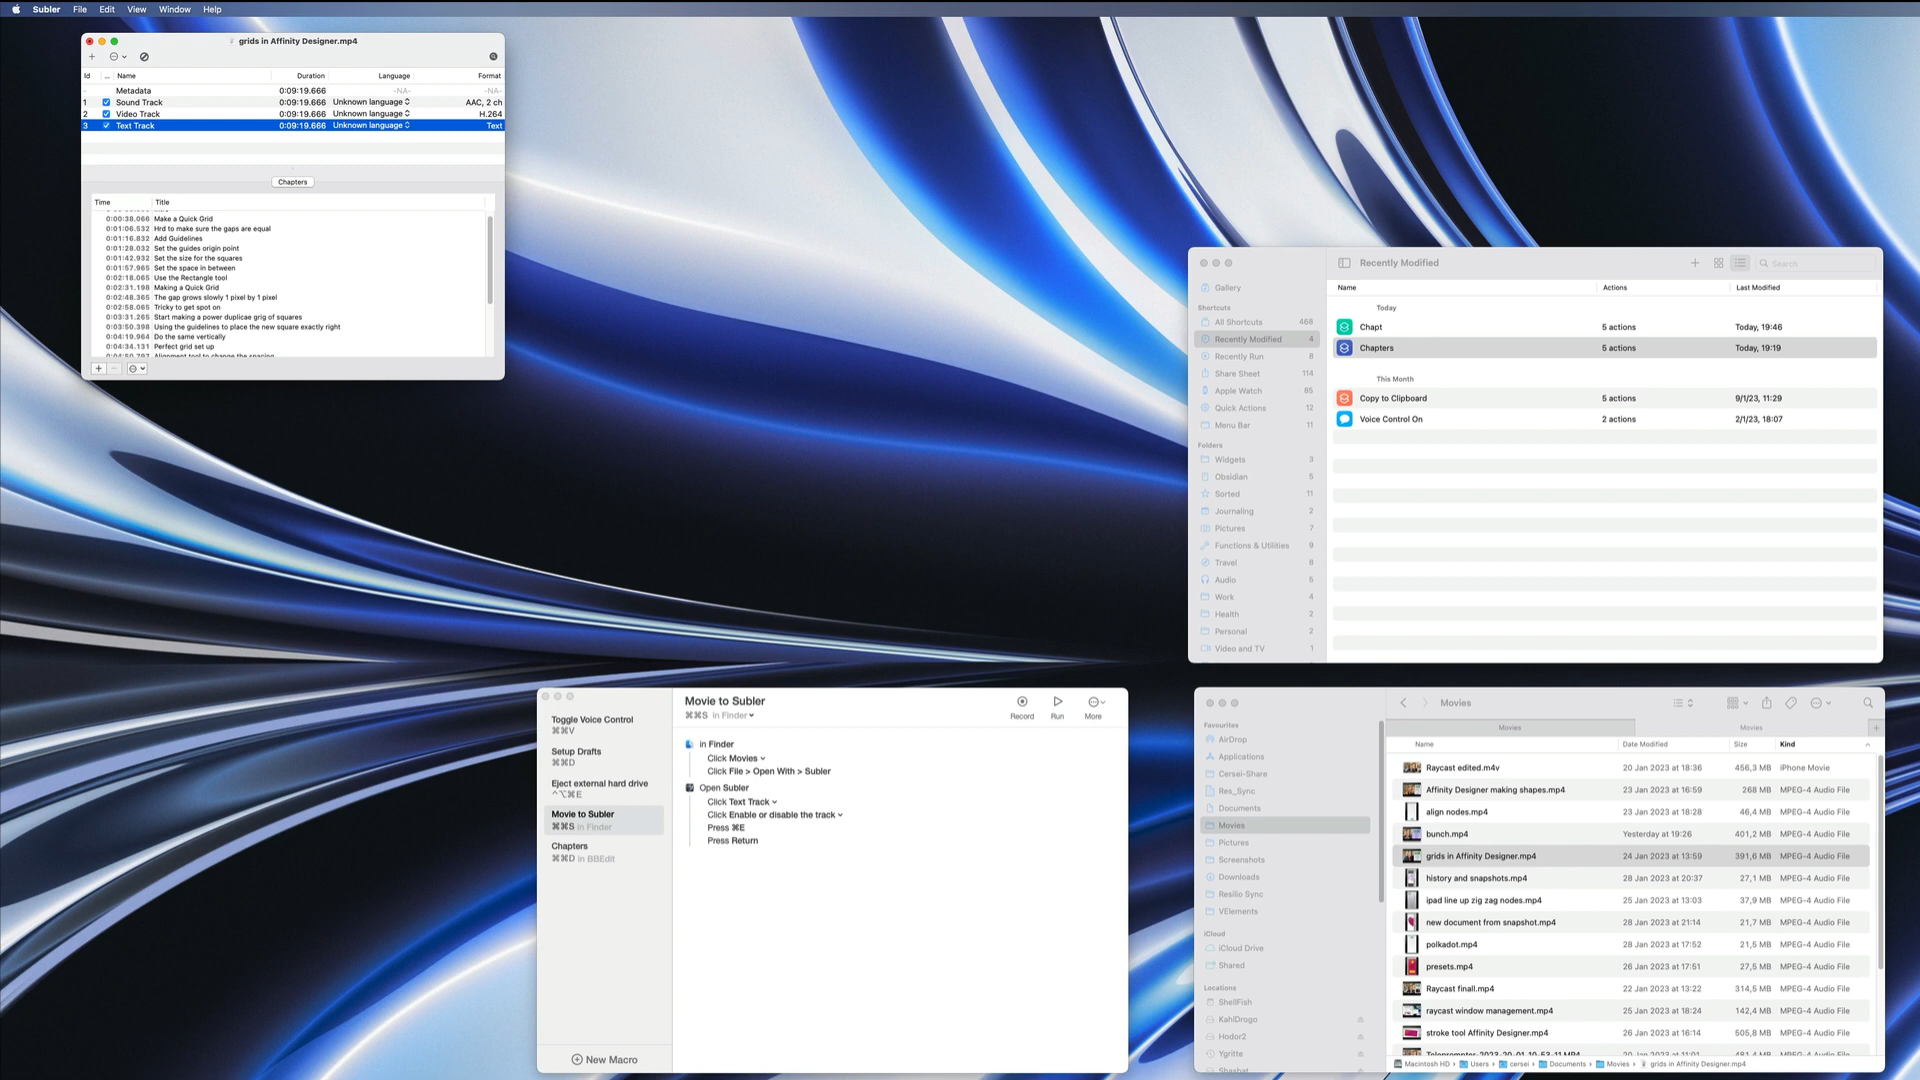 Subler File Edit View Window Help
grids in Affinity Designer.mp4
Id ... Name Duration Language Format
- Metadata 0:09:19.666 -NA- -NA-
1 Sound Track 0:09:19.666 Unknown language AAC, 2 ch
2 Video Track 0:09:19.666 Unknown language H.264
3 Text Track 0:09:19.666 Unknown language Text
Chapters
Time Title
0:00:38.066 Make a Quick Grid
0:01:06.532 Hrd to make sure the gaps are equal
0:01:16.832 Add Guidelines
0:01:28.032 Set the guides origin point
0:01:42.932 Set the size for the squares
0:01:57.965 Set the space in between
0:02:18.065 Use the Rectangle tool
0:02:31.198 Making a Quick Grid
0:02:48.365 The gap grows slowly 1 pixel by 1 pixel
0:02:58.065 Tricky to get spot on
0:03:31.265 Start making a power duplicae grig of squares
0:03:50.398 Using the guidelines to place the new square exactly right
0:04:19.964 Do the same vertically
0:04:34.131 Perfect grid set up
0:04:50.797 Alignment tool to change the spacing
Recently Modified
Search
Gallery
Shortcuts
All Shortcuts 468
Recently Modified 4
Recently Run 8
Share Sheet 114
Apple Watch 85
Quick Actions 12
Menu Bar 11
Folders
Widgets 3
Obsidian 5
Sorted 11
Journaling 2
Pictures 7
Functions & Utilities 9
Travel 8
Audio 5
Work 4
Health 2
Personal 2
Video and TV 1
Name Actions Last Modified
Today
Chapt 5 actions Today, 19:46
Chapters 5 actions Today, 19:19
This Month
Copy to Clipboard 5 actions 9/1/23, 11:29
Voice Control On 2 actions 2/1/23, 18:07
Toggle Voice Control
⌘⌘V
Setup Drafts
⌘⌘D
Eject external hard drive
^⌥⌘E
Movie to Subler
⌘⌘S in Finder
Chapters
⌘⌘D in BBEdit
New Macro
Movie to Subler
⌘⌘S in Finder
Record Run More
in Finder
Click Movies
Click File > Open With > Subler
Open Subler
Click Text Track
Click Enable or disable the track
Press ⌘E
Press Return
Movies
Movies Movies
Favourites
AirDrop
Applications
Cersei-Share
Res_Sync
Documents
Movies
Pictures
Screenshots
Downloads
Resilio Sync
VElements
iCloud
iCloud Drive
Shared
Locations
ShellFish
KahlDrogo
Hodor2
Ygritte
Name Date Modified Size Kind
Raycast edited.m4v 20 Jan 2023 at 18:36 456,3 MB iPhone Movie
Affinity Designer making shapes.mp4 23 Jan 2023 at 16:59 268 MB MPEG-4 Audio File
align nodes.mp4 23 Jan 2023 at 18:28 46,4 MB MPEG-4 Audio File
bunch.mp4 Yesterday at 19:26 401,2 MB MPEG-4 Audio File
grids in Affinity Designer.mp4 24 Jan 2023 at 13:59 391,6 MB MPEG-4 Audio File
history and snapshots.mp4 28 Jan 2023 at 20:37 27,1 MB MPEG-4 Audio File
ipad line up zig zag nodes.mp4 25 Jan 2023 at 13:03 37,9 MB MPEG-4 Audio File
new document from snapshot.mp4 28 Jan 2023 at 21:14 21,7 MB MPEG-4 Audio File
polkadot.mp4 28 Jan 2023 at 17:52 21,5 MB MPEG-4 Audio File
presets.mp4 26 Jan 2023 at 17:51 27,5 MB MPEG-4 Audio File
Raycast finall.mp4 22 Jan 2023 at 13:22 314,5 MB MPEG-4 Audio File
raycast window management.mp4 25 Jan 2023 at 18:24 142,4 MB MPEG-4 Audio File
stroke tool Affinity Designer.mp4 26 Jan 2023 at 16:14 505,8 MB MPEG-4 Audio File
Macintosh HD › Users › cersei › Documents › Movies › grids in Affinity Designer.mp4